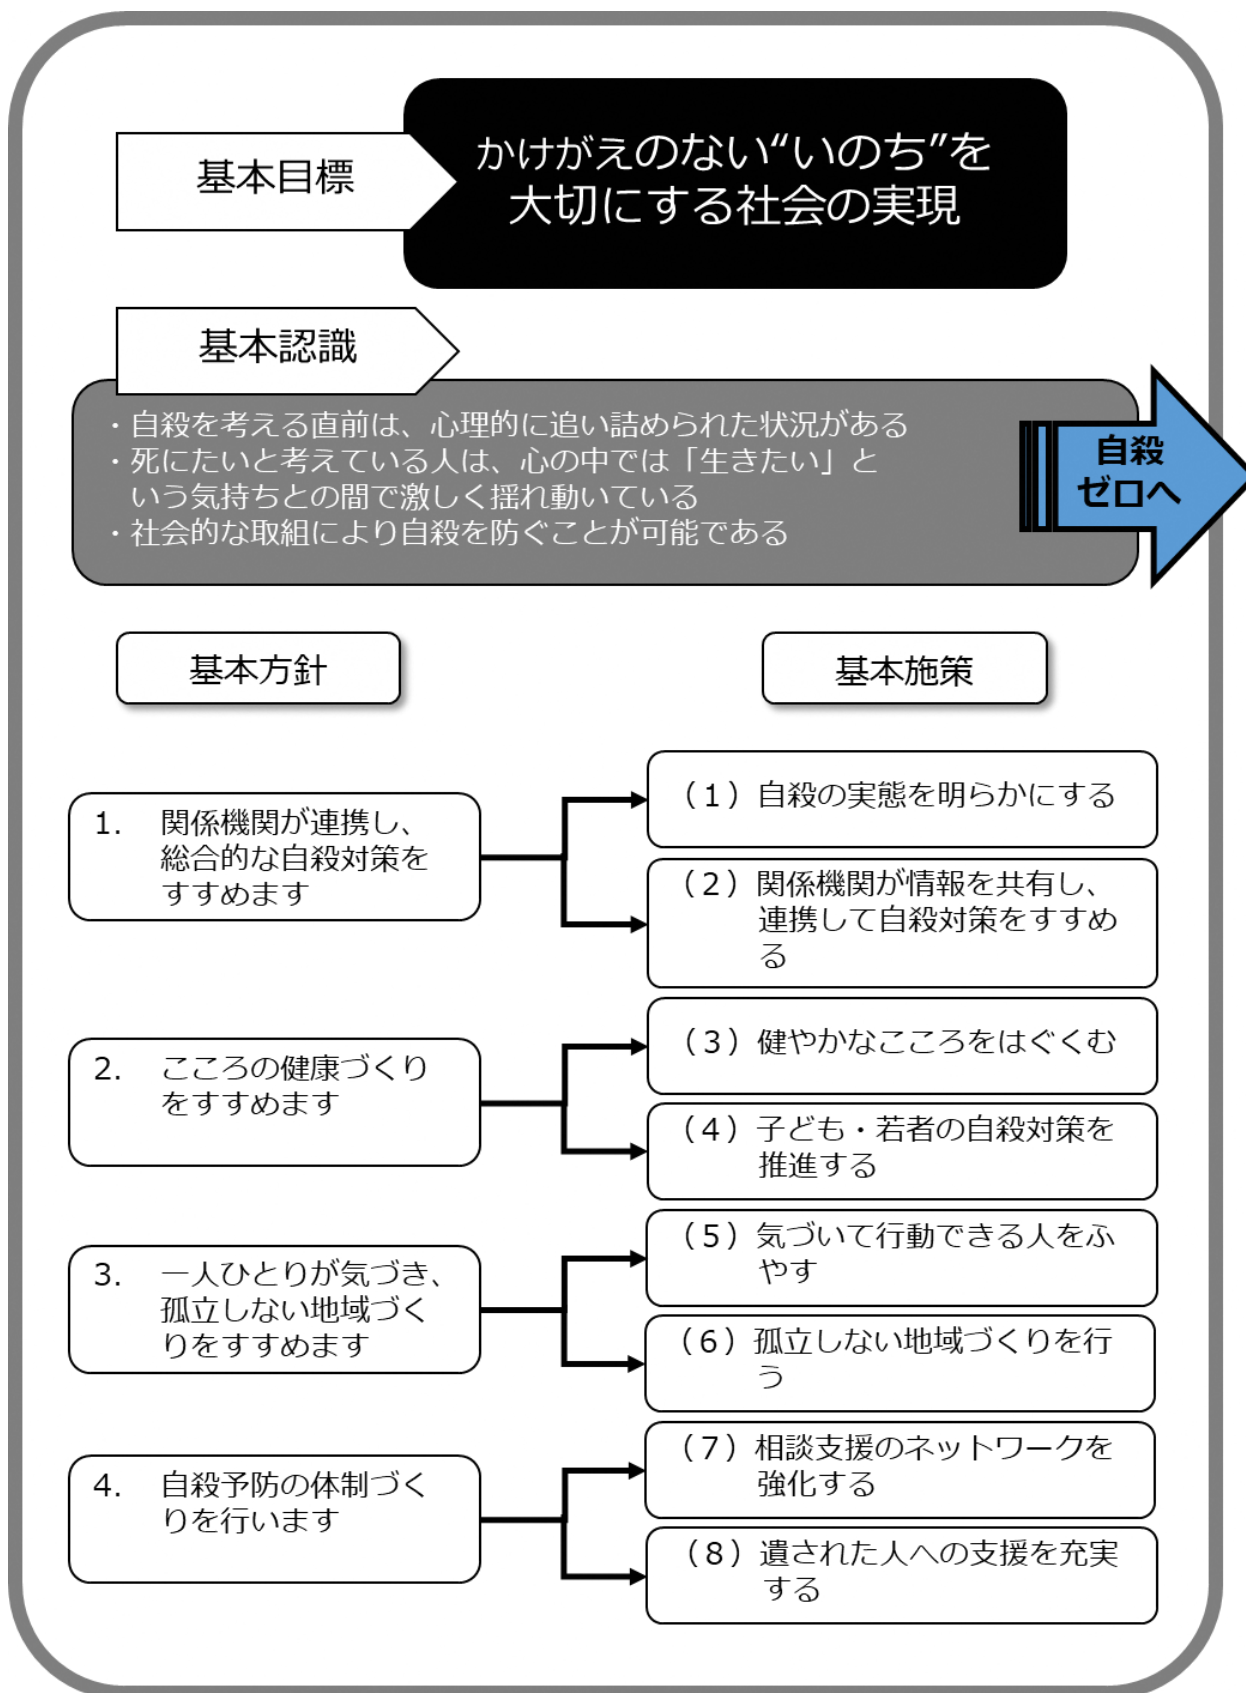 基本目標
かけがえのない“いのち”を
大切にする社会の実現
基本認識
・自殺を考える直前は、心理的に追い詰められた状況がある
・死にたいと考えている人は、心の中では「生きたい」と
いう気持ちとの間で激しく揺れ動いている
・社会的な取組により自殺を防ぐことが可能である
自殺
ゼロへ
基本方針
基本施策
1. 関係機関が連携し、
総合的な自殺対策を
すすめます
（1）自殺の実態を明らかにする
（2）関係機関が情報を共有し、
連携して自殺対策をすすめ
る
2. こころの健康づくり
をすすめます
（3）健やかなこころをはぐくむ
（4）子ども・若者の自殺対策を
推進する
3. 一人ひとりが気づき、
孤立しない地域づく
りをすすめます
（5）気づいて行動できる人をふ
やす
（6）孤立しない地域づくりを行
う
4. 自殺予防の体制づく
りを行います
（7）相談支援のネットワークを
強化する
（8）遺された人への支援を充実
する